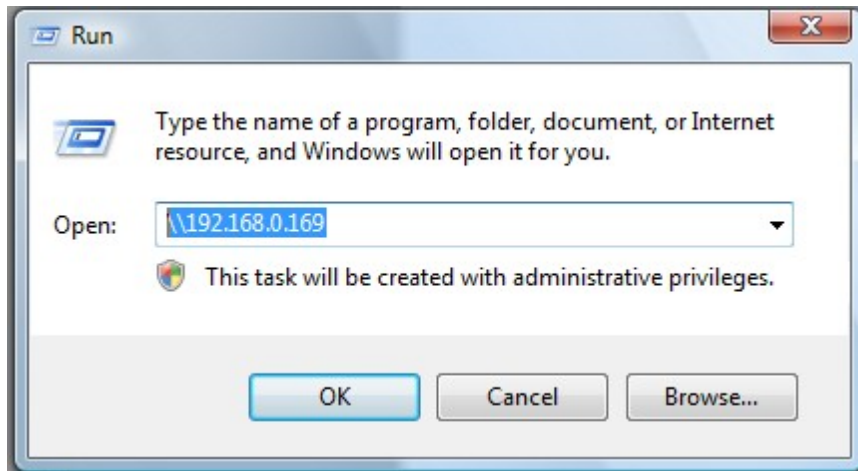 Run
Type the name of a program, folder, document, or Internet
resource, and Windows will open it for you.
Open: \\192.168.0.169
This task will be created with administrative privileges.
OK Cancel Browse...